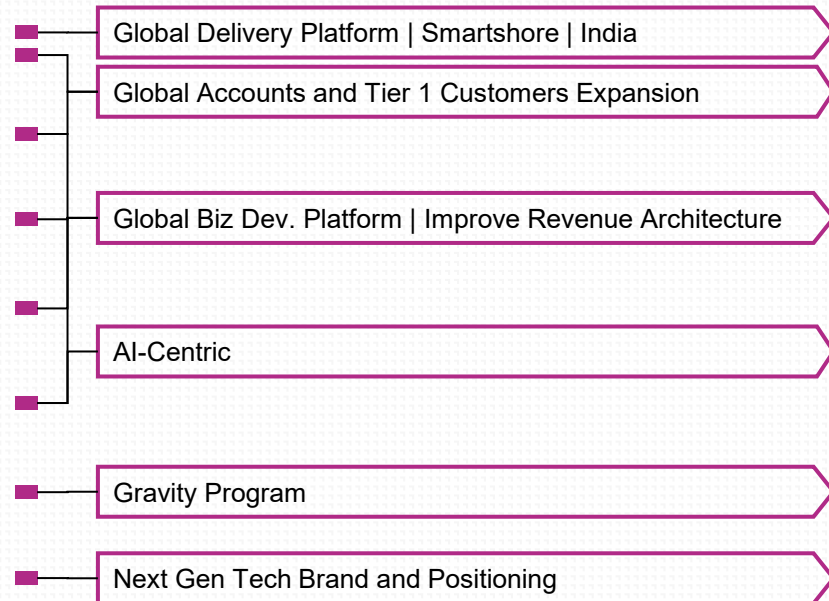 Global Delivery Platform | Smartshore | India
Global Accounts and Tier 1 Customers Expansion
Global Biz Dev. Platform | Improve Revenue Architecture
AI-Centric
Gravity Program
Next Gen Tech Brand and Positioning